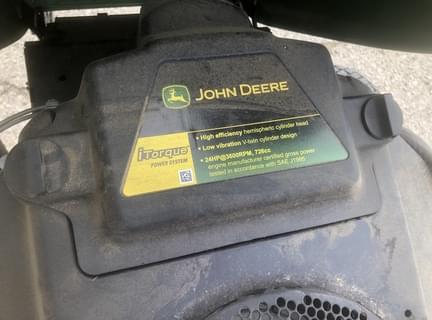 JOHN DEERE
• High efficiency hemispheric cylinder head
• Low vibration V-twin cylinder design
• 24HP@3600RPM, 726cc
engine manufacturer certified gross power
tested in accordance with SAE J1995
iTorque
POWER SYSTEM